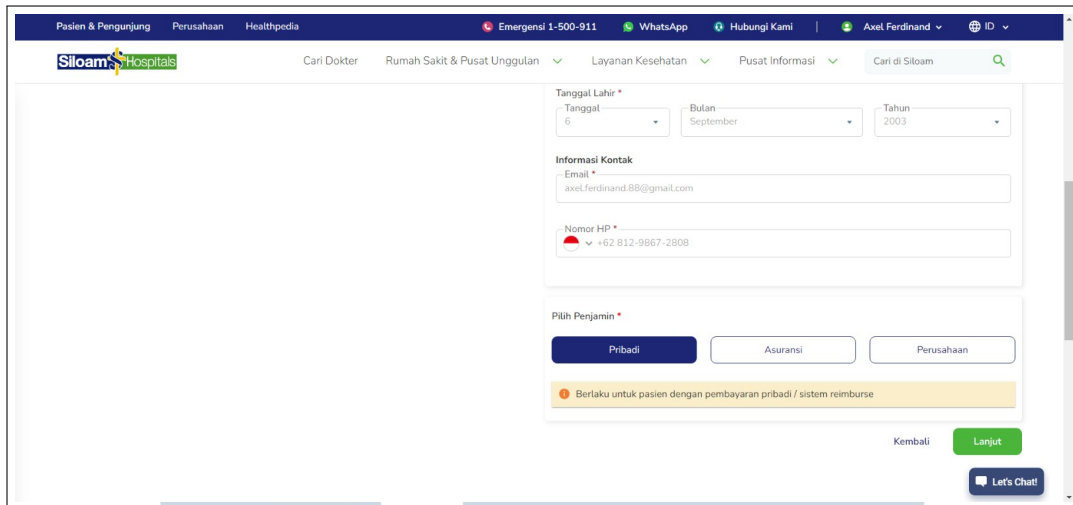 Pasien & Pengunjung Perusahaan Healthpedia Emergensi 1-500-911 WhatsApp Hubungi Kami | Axel Ferdinand ID
Siloam Hospitals Cari Dokter Rumah Sakit & Pusat Unggulan Layanan Kesehatan Pusat Informasi Cari di Siloam
Tanggal Lahir *
Tanggal Bulan Tahun
6 September 2003
Informasi Kontak
Email *
axel.ferdinand.88@gmail.com
Nomor HP *
+62 812-9867-2808
Pilih Penjamin *
Pribadi Asuransi Perusahaan
Berlaku untuk pasien dengan pembayaran pribadi / sistem reimburse
Kembali Lanjut
Let's Chat!